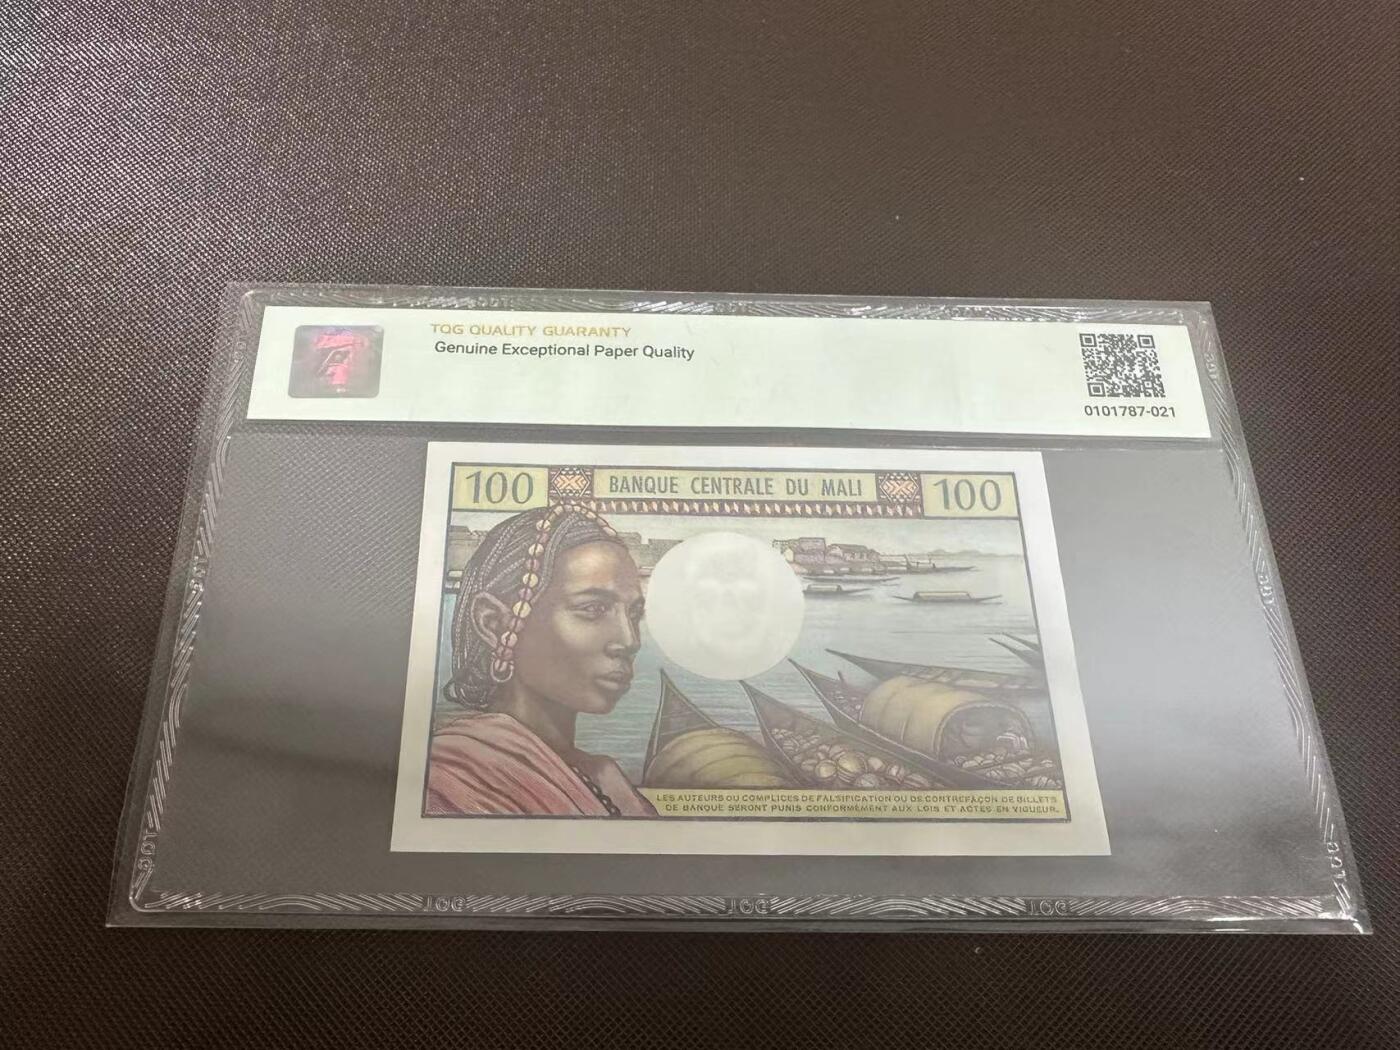 TQG QUALITY GUARANTY
Genuine Exceptional Paper Quality
0101787-021
100 BANQUE CENTRALE DU MALI 100
LES AUTEURS OU COMPLICES DE FALSIFICATION OU DE CONTREFAÇON DE BILLETS
DE BANQUE SERONT PUNIS CONFORMÉMENT AUX LOIS ET ACTES EN VIGUEUR.